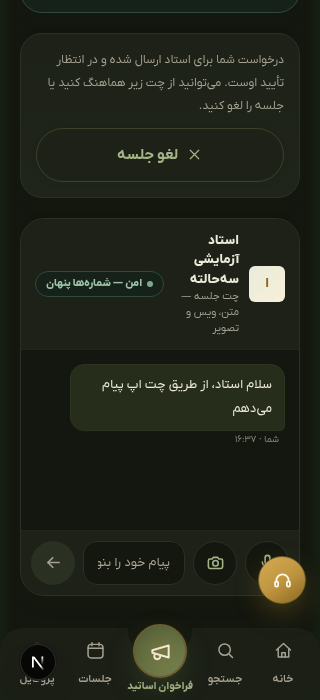 درخواست شما برای استاد ارسال شده و در انتظار
تأیید اوست. می‌توانید از چت زیر هماهنگ کنید یا
جلسه را لغو کنید.
لغو جلسه
ا
استاد
آزمایشی
سه‌حالته
چت جلسه —
متن، ویس و
تصویر
امن — شماره‌ها پنهان
سلام استاد، از طریق چت اپ پیام
می‌دهم
شما · ۱۶:۳۷
پیام خود را بنو
خانه
جستجو
فراخوان اساتید
جلسات
N